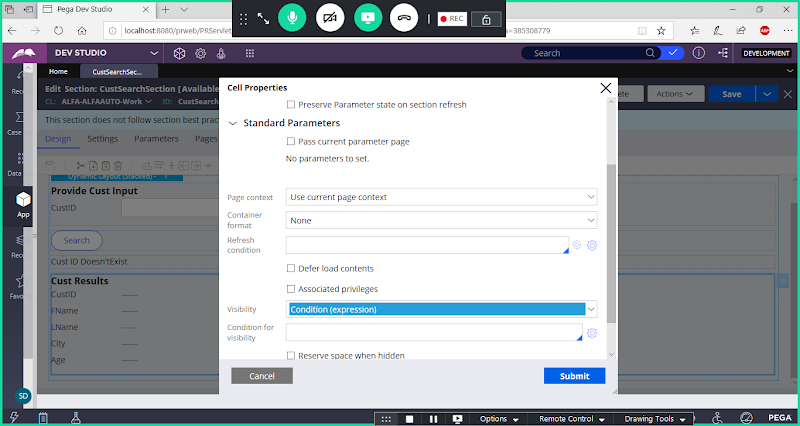 Pega Dev Studio
localhost:8080/prweb/PRServlet
=385308779
REC
DEV STUDIO
Search
DEVELOPMENT
Home
CustSearchSec...
Edit Section: CustSearchSection [Available
CL: ALFA-ALFAAUTO-Work
ID: CustSearch
Actions
Save
This section does not follow section best prac
Design
Settings
Parameters
Pages
Case
Data
App
Favo
Dynamic Layout (Stacked)
Provide Cust Input
CustID
Search
Cust ID Doesn'tExist
Cust Results
CustID
FName
LName
City
Age
Cell Properties
Preserve Parameter state on section refresh
Standard Parameters
Pass current parameter page
No parameters to set.
Page context
Use current page context
Container format
None
Refresh condition
Defer load contents
Associated privileges
Visibility
Condition (expression)
Condition for visibility
Reserve space when hidden
Cancel
Submit
SD
Options
Remote Control
Drawing Tools
PEGA